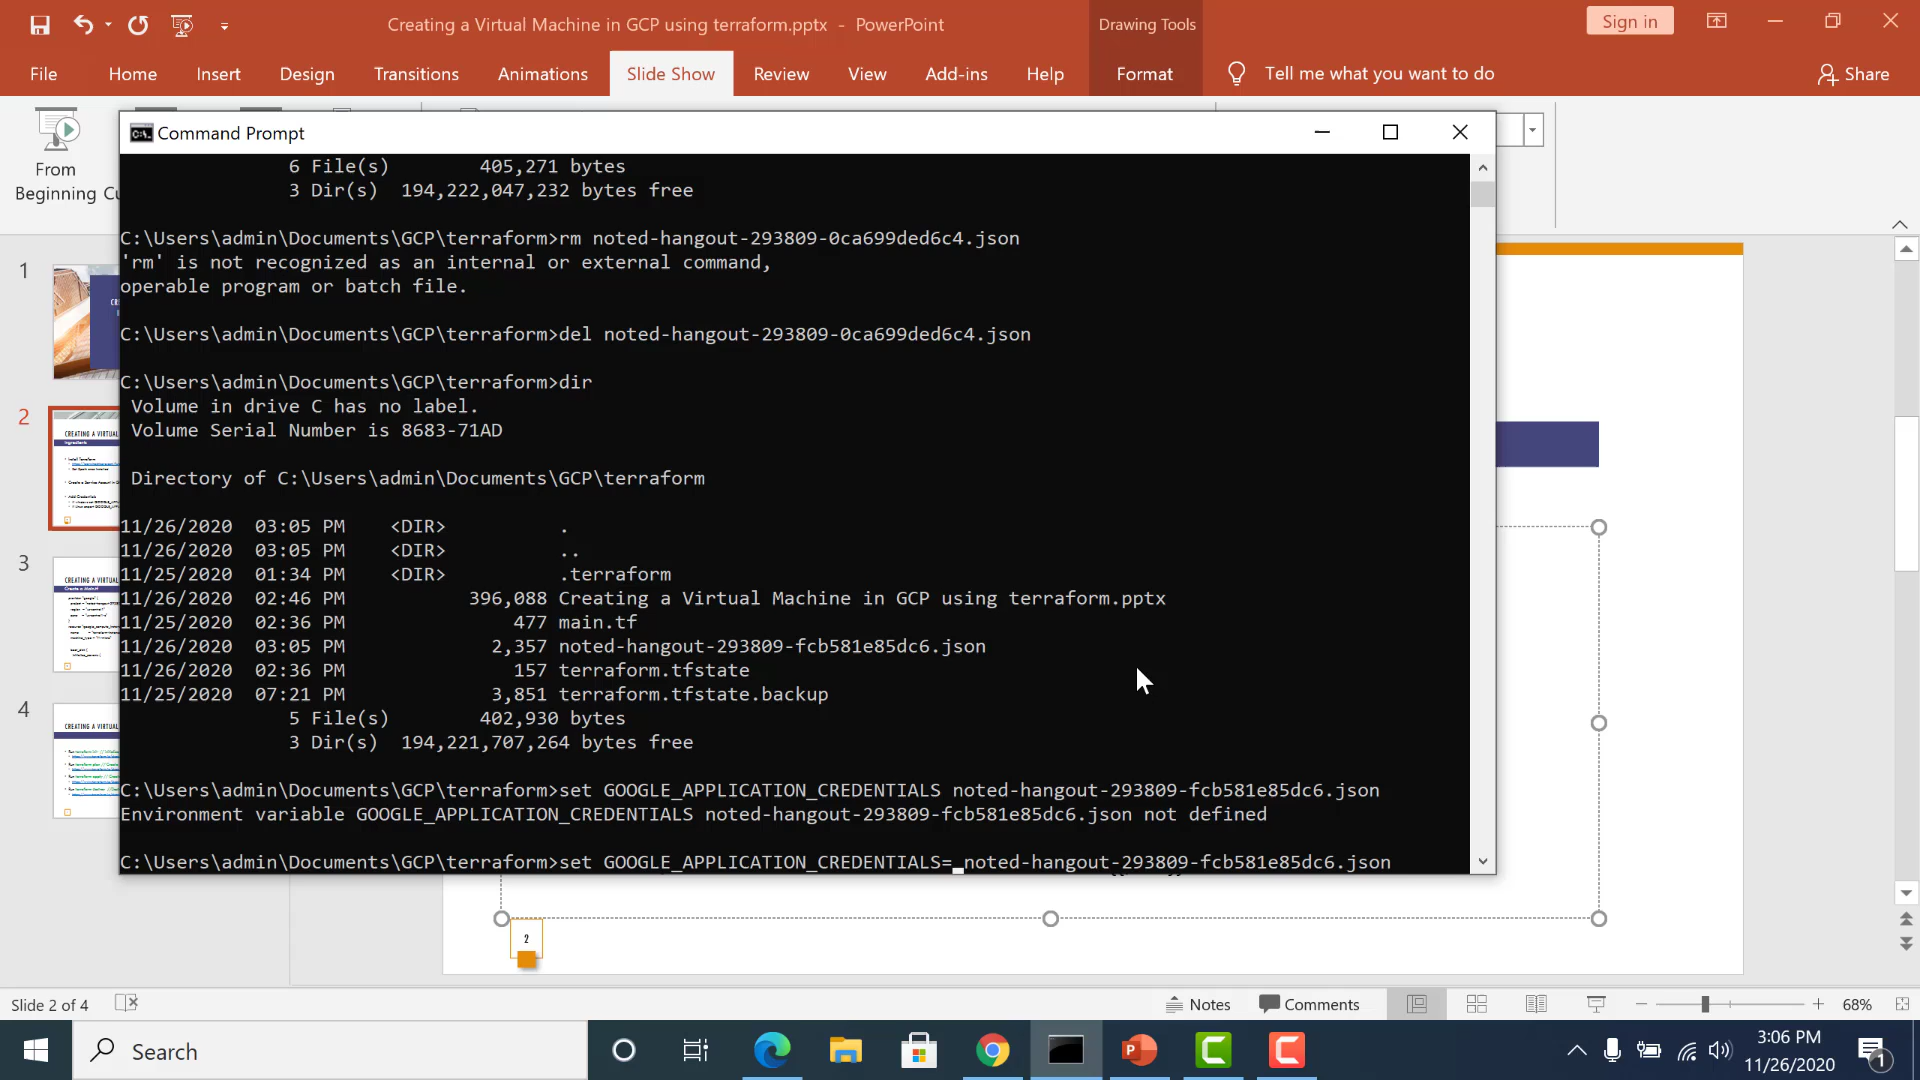 Creating a Virtual Machine in GCP using terraform.pptx - PowerPoint
Drawing Tools
Sign in
File Home Insert Design Transitions Animations Slide Show Review View Add-ins Help Format Tell me what you want to do Share
From
Beginning
Command Prompt
6 File(s) 405,271 bytes
3 Dir(s) 194,222,047,232 bytes free
C:\Users\admin\Documents\GCP\terraform>rm noted-hangout-293809-0ca699ded6c4.json
'rm' is not recognized as an internal or external command,
operable program or batch file.
C:\Users\admin\Documents\GCP\terraform>del noted-hangout-293809-0ca699ded6c4.json
C:\Users\admin\Documents\GCP\terraform>dir
Volume in drive C has no label.
Volume Serial Number is 8683-71AD
Directory of C:\Users\admin\Documents\GCP\terraform
11/26/2020 03:05 PM <DIR> .
11/26/2020 03:05 PM <DIR> ..
11/25/2020 01:34 PM <DIR> .terraform
11/26/2020 02:46 PM 396,088 Creating a Virtual Machine in GCP using terraform.pptx
11/25/2020 02:36 PM 477 main.tf
11/26/2020 03:05 PM 2,357 noted-hangout-293809-fcb581e85dc6.json
11/26/2020 02:36 PM 157 terraform.tfstate
11/25/2020 07:21 PM 3,851 terraform.tfstate.backup
5 File(s) 402,930 bytes
3 Dir(s) 194,221,707,264 bytes free
C:\Users\admin\Documents\GCP\terraform>set GOOGLE_APPLICATION_CREDENTIALS noted-hangout-293809-fcb581e85dc6.json
Environment variable GOOGLE_APPLICATION_CREDENTIALS noted-hangout-293809-fcb581e85dc6.json not defined
C:\Users\admin\Documents\GCP\terraform>set GOOGLE_APPLICATION_CREDENTIALS= noted-hangout-293809-fcb581e85dc6.json
1
2
CREATING A VIRTUAL
3
CREATING A VIRTUAL
4
CREATING A VIRTUAL
2
Slide 2 of 4
Notes Comments 68%
Search
3:06 PM
11/26/2020
1